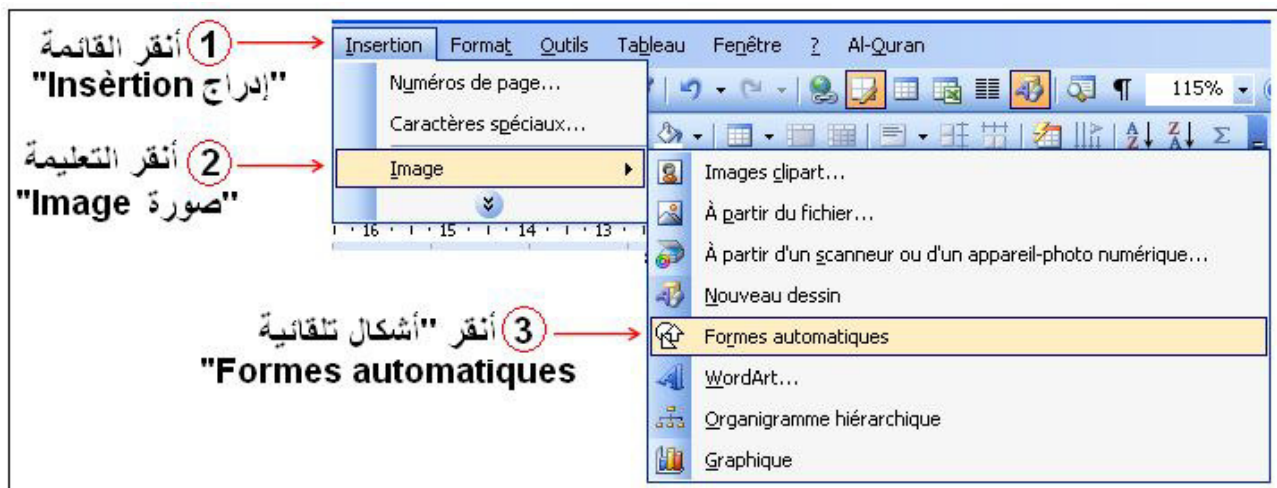 1 أنقر القائمة
"إدراج Insèrtion"
2 أنقر التعليمة
"صورة Image"
3 أنقر "أشكال تلقائية
Formes automatiques"
Insertion Format Outils Tableau Fenêtre ? Al-Quran
115%
Numéros de page...
Caractères spéciaux...
Image
16 15 14 13
Images clipart...
À partir du fichier...
À partir d'un scanneur ou d'un appareil-photo numérique...
Nouveau dessin
Formes automatiques
WordArt...
Organigramme hiérarchique
Graphique